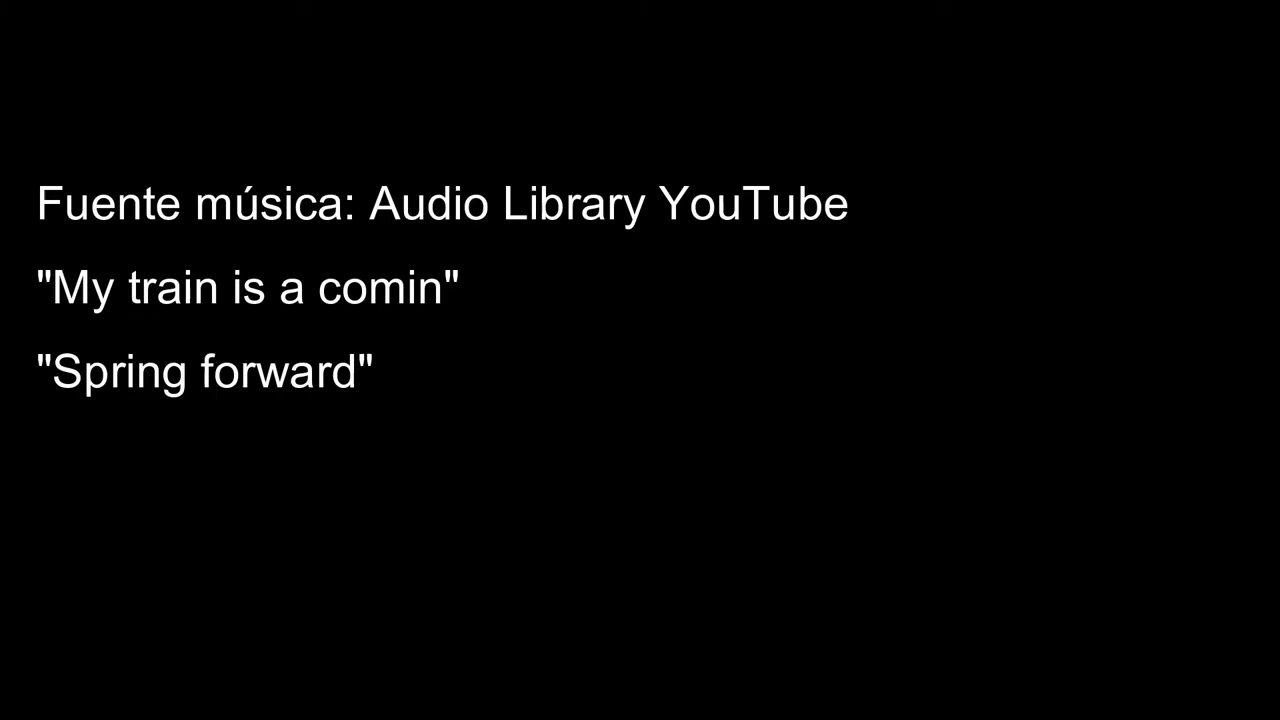 Fuente música: Audio Library YouTube
"My train is a comin"
"Spring forward"